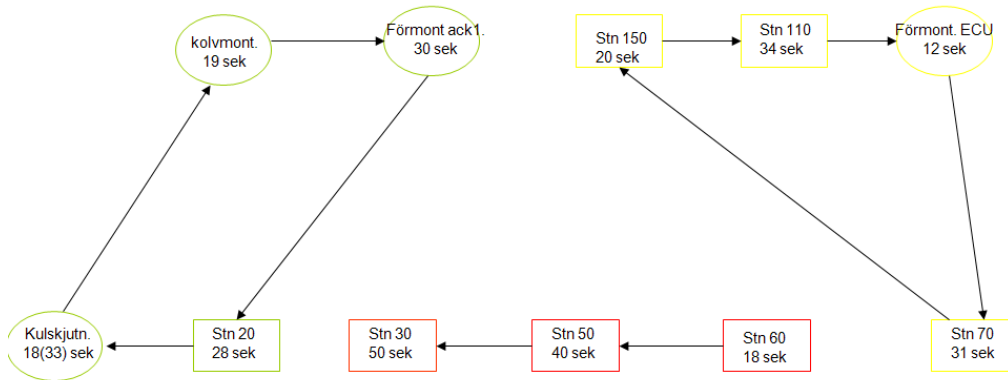 kolvmont.
19 sek
Förmont ack1.
30 sek
Stn 150
20 sek
Stn 110
34 sek
Förmont. ECU
12 sek
Kulskjutn.
18(33) sek
Stn 20
28 sek
Stn 30
50 sek
Stn 50
40 sek
Stn 60
18 sek
Stn 70
31 sek